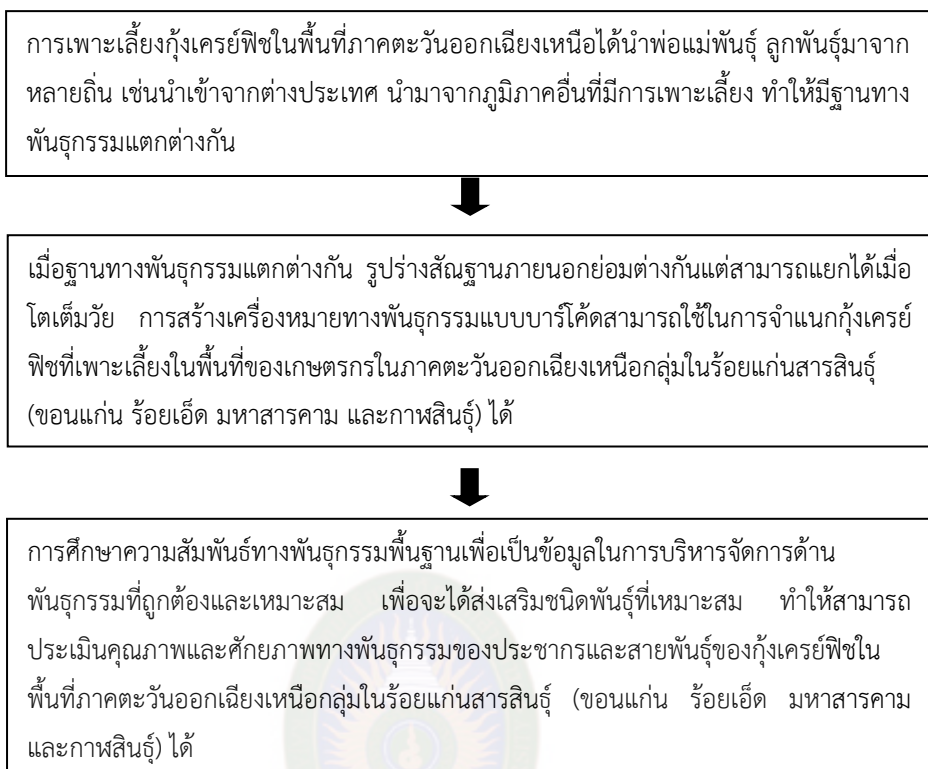 การเพาะเลี้ยงกุ้งเครย์ฟิชในพื้นที่ภาคตะวันออกเฉียงเหนือได้นำพ่อแม่พันธุ์ ลูกพันธุ์มาจาก
หลายถิ่น เช่นนำเข้าจากต่างประเทศ นำมาจากภูมิภาคอื่นที่มีการเพาะเลี้ยง ทำให้มีฐานทาง
พันธุกรรมแตกต่างกัน
เมื่อฐานทางพันธุกรรมแตกต่างกัน รูปร่างสัณฐานภายนอกย่อมต่างกันแต่สามารถแยกได้เมื่อ
โตเต็มวัย การสร้างเครื่องหมายทางพันธุกรรมแบบบาร์โค้ดสามารถใช้ในการจำแนกกุ้งเครย์
ฟิชที่เพาะเลี้ยงในพื้นที่ของเกษตรกรในภาคตะวันออกเฉียงเหนือกลุ่มในร้อยแก่นสารสินธุ์
(ขอนแก่น ร้อยเอ็ด มหาสารคาม และกาฬสินธุ์) ได้
การศึกษาความสัมพันธ์ทางพันธุกรรมพื้นฐานเพื่อเป็นข้อมูลในการบริหารจัดการด้าน
พันธุกรรมที่ถูกต้องและเหมาะสม เพื่อจะได้ส่งเสริมชนิดพันธุ์ที่เหมาะสม ทำให้สามารถ
ประเมินคุณภาพและศักยภาพทางพันธุกรรมของประชากรและสายพันธุ์ของกุ้งเครย์ฟิชใน
พื้นที่ภาคตะวันออกเฉียงเหนือกลุ่มในร้อยแก่นสารสินธุ์ (ขอนแก่น ร้อยเอ็ด มหาสารคาม
และกาฬสินธุ์) ได้